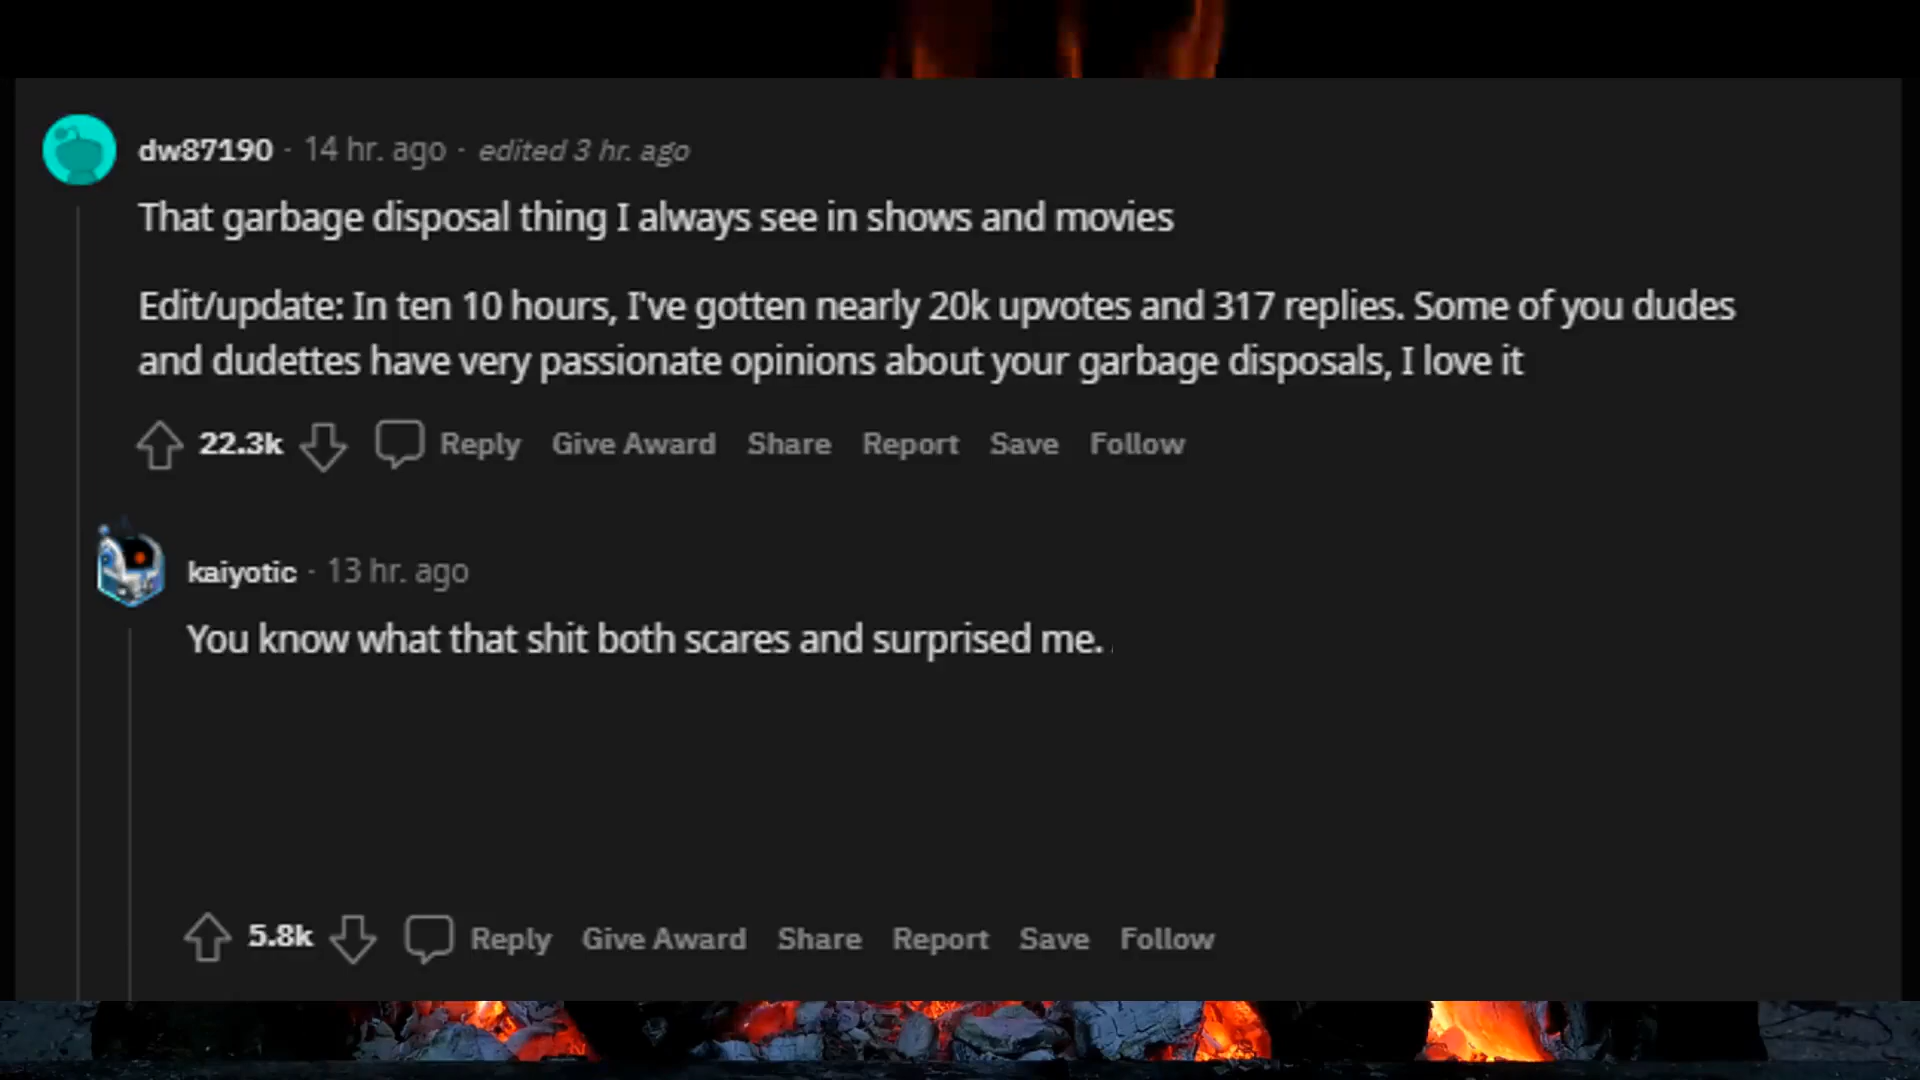 dw87190 · 14 hr. ago · edited 3 hr. ago
That garbage disposal thing I always see in shows and movies
Edit/update: In ten 10 hours, I've gotten nearly 20k upvotes and 317 replies. Some of you dudes
and dudettes have very passionate opinions about your garbage disposals, I love it
22.3k Reply Give Award Share Report Save Follow
kaiyotic · 13 hr. ago
You know what that shit both scares and surprised me.
5.8k Reply Give Award Share Report Save Follow